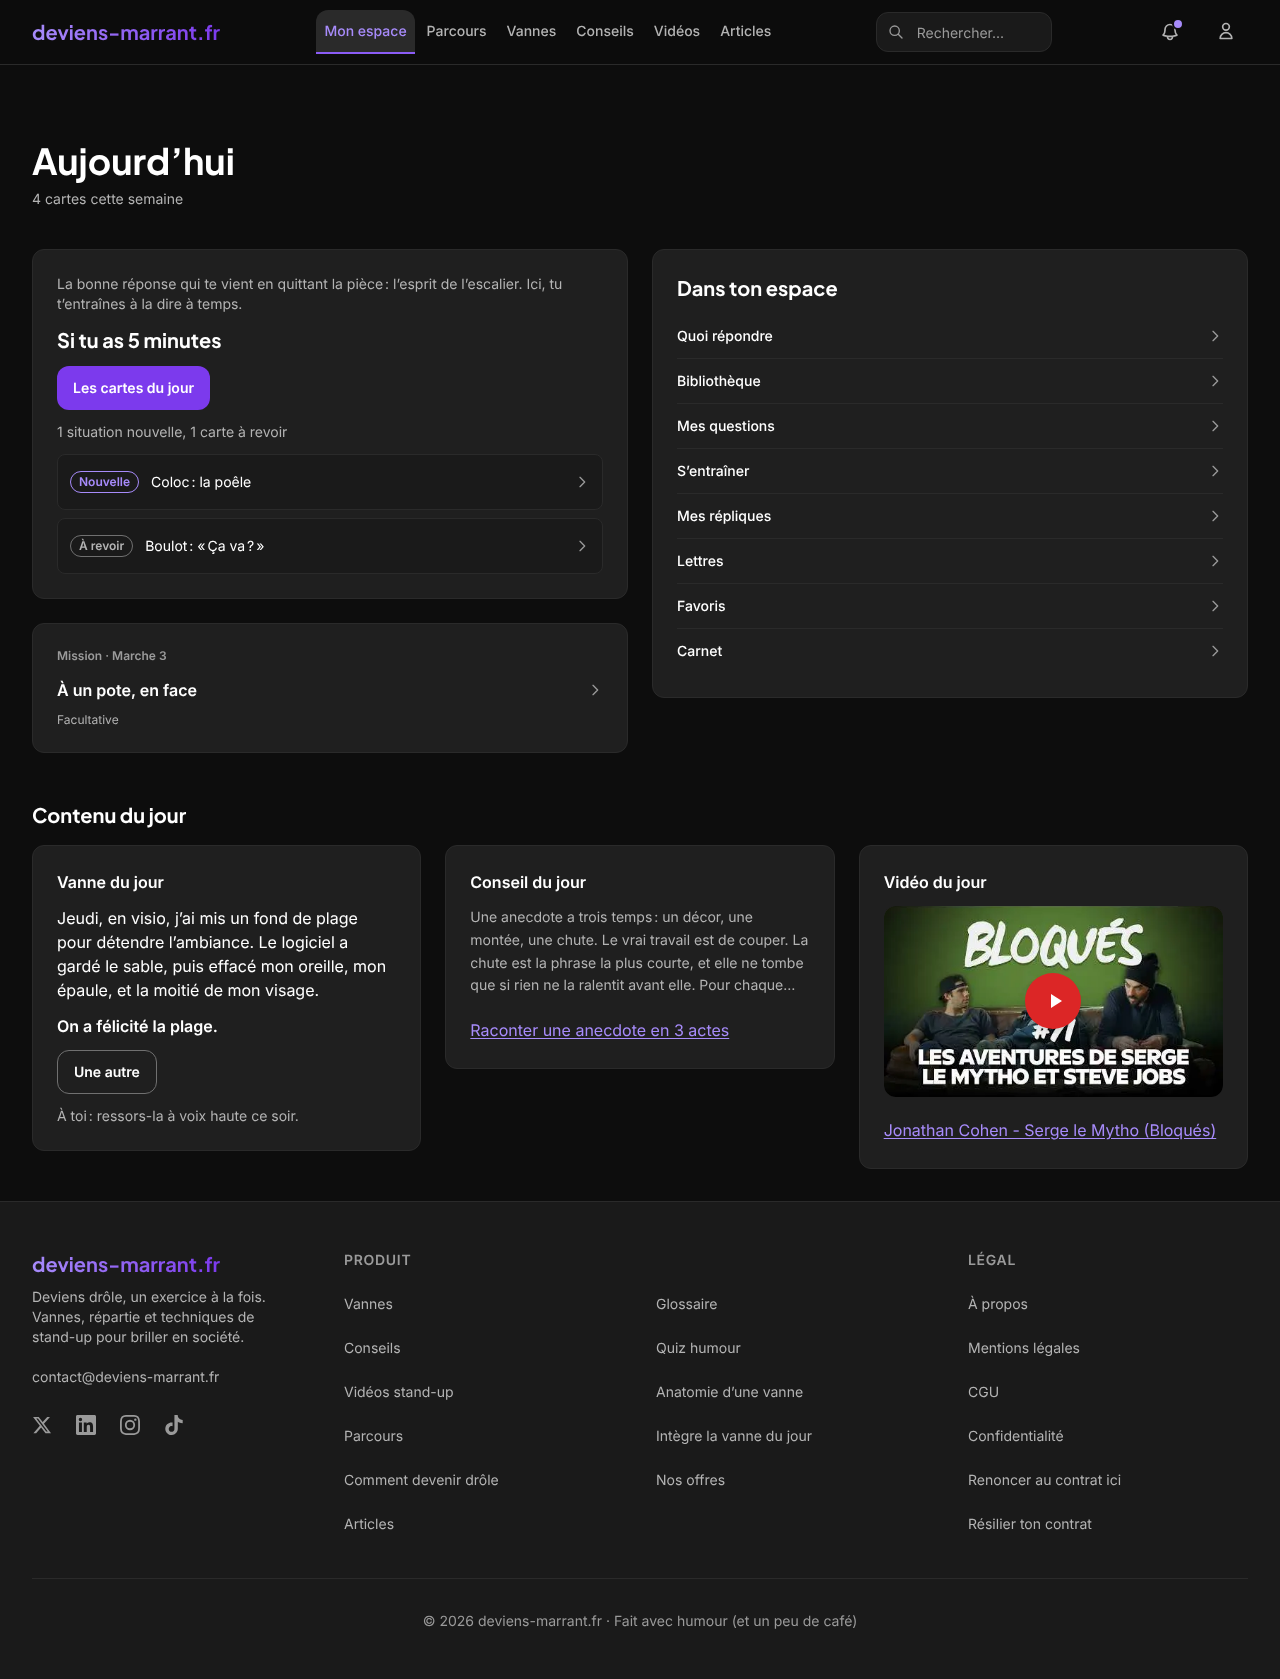 deviens-marrant.fr
Mon espace
Parcours
Vannes
Conseils
Vidéos
Articles
Rechercher...
Aujourd’hui
4 cartes cette semaine
La bonne réponse qui te vient en quittant la pièce : l’esprit de l’escalier. Ici, tu
t’entraînes à la dire à temps.
Si tu as 5 minutes
Les cartes du jour
1 situation nouvelle, 1 carte à revoir
Nouvelle
Coloc : la poêle
À revoir
Boulot : « Ça va ? »
Mission · Marche 3
À un pote, en face
Facultative
Dans ton espace
Quoi répondre
Bibliothèque
Mes questions
S’entraîner
Mes répliques
Lettres
Favoris
Carnet
Contenu du jour
Vanne du jour
Jeudi, en visio, j’ai mis un fond de plage
pour détendre l’ambiance. Le logiciel a
gardé le sable, puis effacé mon oreille, mon
épaule, et la moitié de mon visage.
On a félicité la plage.
Une autre
À toi : ressors-la à voix haute ce soir.
Conseil du jour
Une anecdote a trois temps : un décor, une
montée, une chute. Le vrai travail est de couper. La
chute est la phrase la plus courte, et elle ne tombe
que si rien ne la ralentit avant elle. Pour chaque...
Raconter une anecdote en 3 actes
Vidéo du jour
BLOQUÉS
#71
LES AVENTURES DE SERGE
LE MYTHO ET STEVE JOBS
Jonathan Cohen - Serge le Mytho (Bloqués)
deviens-marrant.fr
Deviens drôle, un exercice à la fois.
Vannes, répartie et techniques de
stand-up pour briller en société.
contact@deviens-marrant.fr
PRODUIT
Vannes
Conseils
Vidéos stand-up
Parcours
Comment devenir drôle
Articles
Glossaire
Quiz humour
Anatomie d’une vanne
Intègre la vanne du jour
Nos offres
LÉGAL
À propos
Mentions légales
CGU
Confidentialité
Renoncer au contrat ici
Résilier ton contrat
© 2026 deviens-marrant.fr · Fait avec humour (et un peu de café)